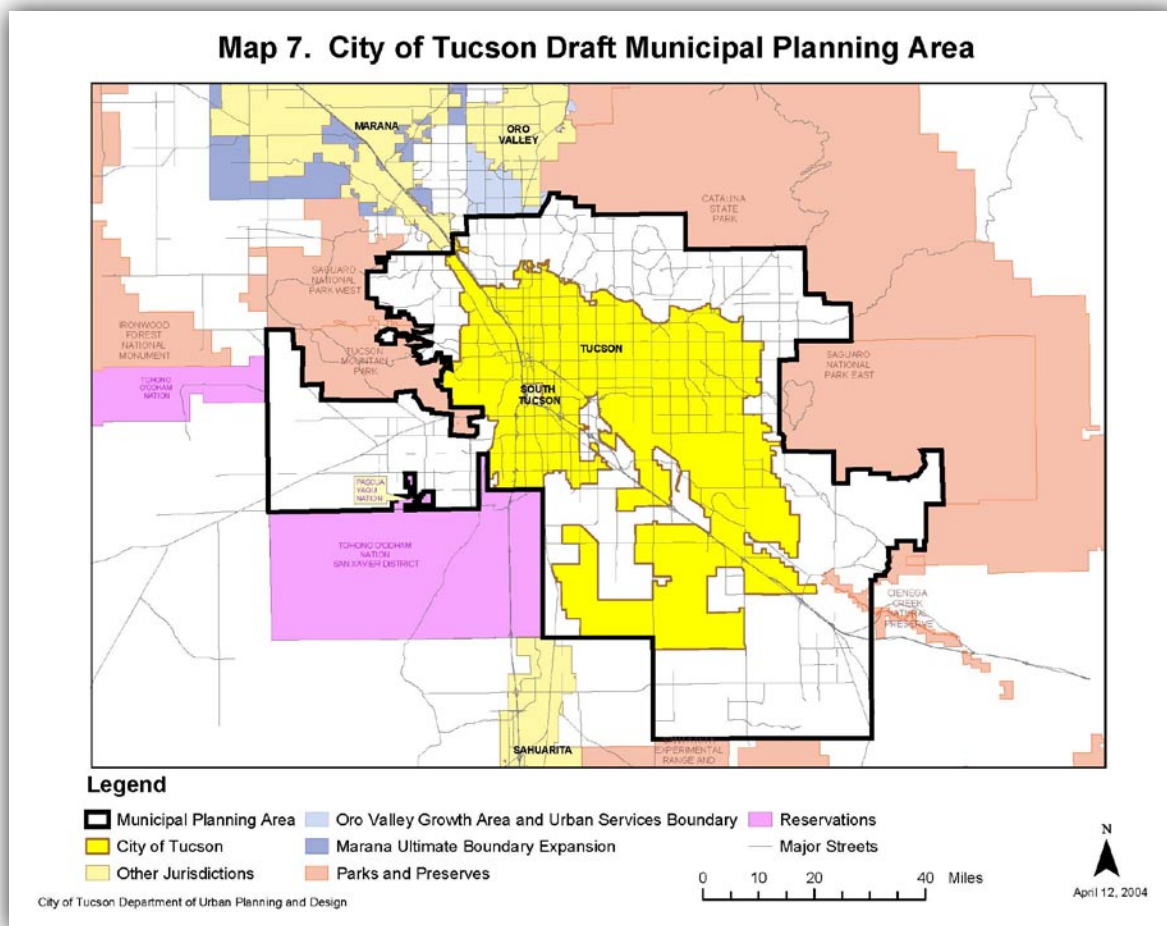 Map 7. City of Tucson Draft Municipal Planning Area
MARANA
ORO
VALLEY
CATALINA
STATE
PARK
SAGUARO
NATIONAL
PARK WEST
IRONWOOD
FOREST
NATIONAL
MONUMENT
TUCSON
MOUNTAIN
PARK
TUCSON
SAGUARO
NATIONAL
PARK EAST
TOHONO
O'ODHAM
NATION
SOUTH
TUCSON
PASCUA
YAQUI
NATION
TOHONO O'ODHAM
NATION
SAN XAVIER DISTRICT
CIENEGA
CREEK
NATURAL
PRESERVE
SAHUARITA
EXPERIMENTAL
RANGE AND
Legend
Municipal Planning Area
Oro Valley Growth Area and Urban Services Boundary
Reservations
City of Tucson
Marana Ultimate Boundary Expansion
Major Streets
Other Jurisdictions
Parks and Preserves
0 10 20 40 Miles
N
April 12, 2004
City of Tucson Department of Urban Planning and Design